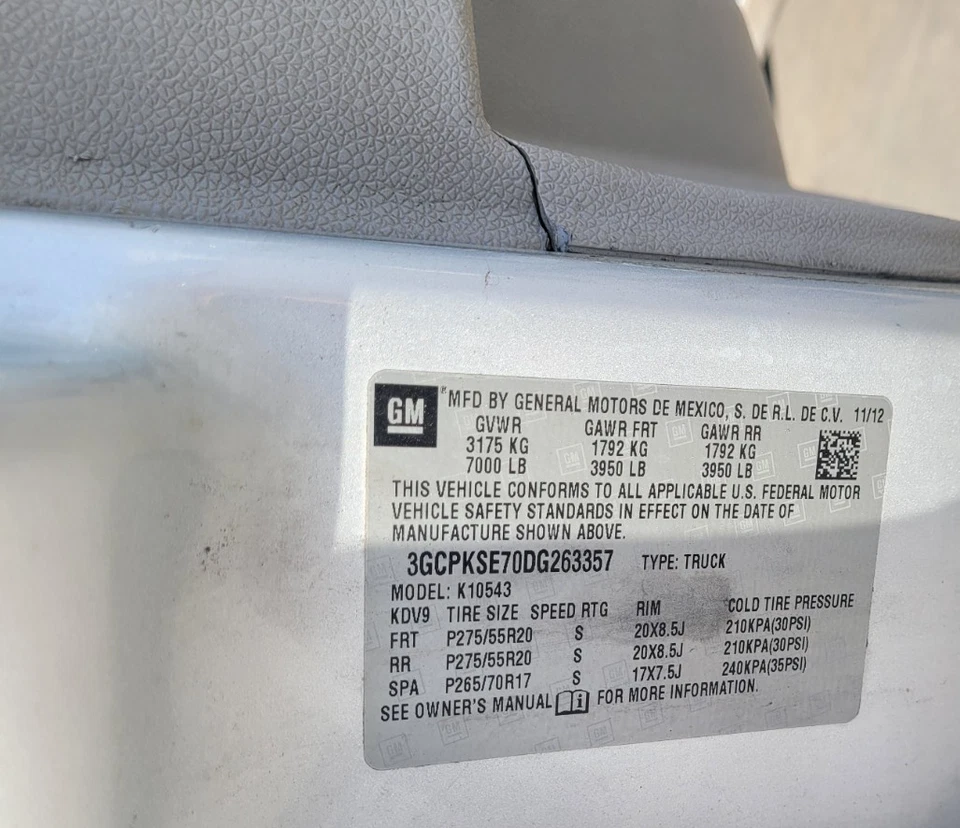 GM MFD BY GENERAL MOTORS DE MEXICO, S. DE R.L. DE C.V. 11/12
GVWR GAWR FRT GAWR RR
3175 KG 1792 KG 1792 KG
7000 LB 3950 LB 3950 LB
THIS VEHICLE CONFORMS TO ALL APPLICABLE U.S. FEDERAL MOTOR
VEHICLE SAFETY STANDARDS IN EFFECT ON THE DATE OF
MANUFACTURE SHOWN ABOVE.
3GCPKSE70DG263357 TYPE: TRUCK
MODEL: K10543
KDV9 TIRE SIZE SPEED RTG RIM COLD TIRE PRESSURE
FRT P275/55R20 S 20X8.5J 210KPA(30PSI)
RR P275/55R20 S 20X8.5J 210KPA(30PSI)
SPA P265/70R17 S 17X7.5J 240KPA(35PSI)
SEE OWNER'S MANUAL i FOR MORE INFORMATION.